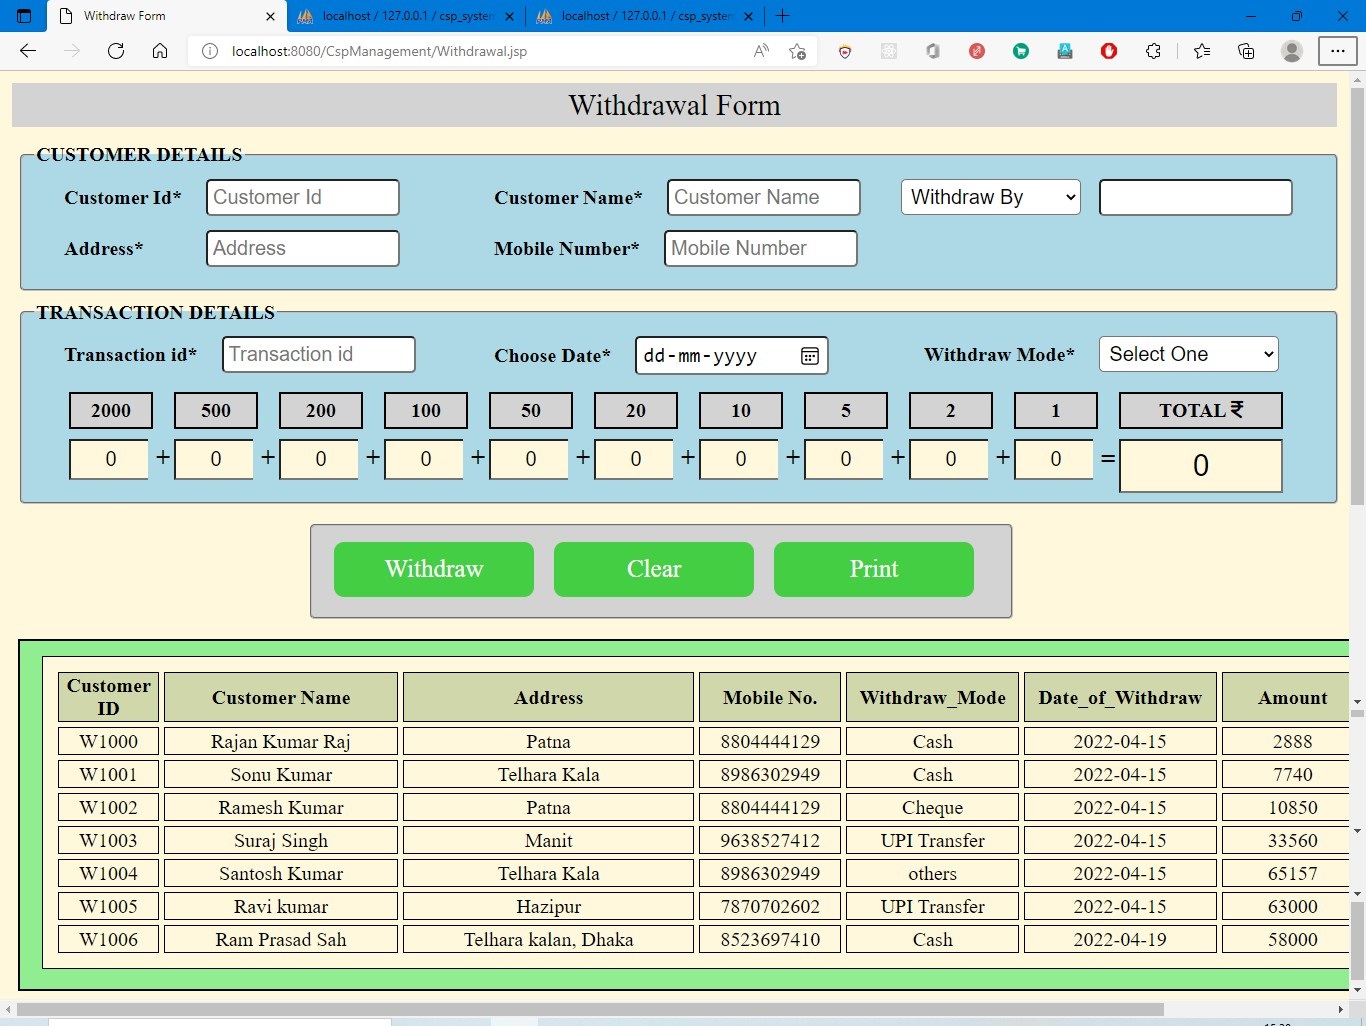 Withdraw Form
localhost / 127.0.0.1 / csp_system
localhost / 127.0.0.1 / csp_system
localhost:8080/CspManagement/Withdrawal.jsp
Withdrawal Form
CUSTOMER DETAILS
Customer Id* Customer Id Customer Name* Customer Name Withdraw By
Address* Address Mobile Number* Mobile Number
TRANSACTION DETAILS
Transaction id* Transaction id Choose Date* dd-mm-yyyy Withdraw Mode* Select One
2000 500 200 100 50 20 10 5 2 1 TOTAL ₹
0 + 0 + 0 + 0 + 0 + 0 + 0 + 0 + 0 + 0 = 0
Withdraw Clear Print
Customer ID Customer Name Address Mobile No. Withdraw_Mode Date_of_Withdraw Amount
W1000 Rajan Kumar Raj Patna 8804444129 Cash 2022-04-15 2888
W1001 Sonu Kumar Telhara Kala 8986302949 Cash 2022-04-15 7740
W1002 Ramesh Kumar Patna 8804444129 Cheque 2022-04-15 10850
W1003 Suraj Singh Manit 9638527412 UPI Transfer 2022-04-15 33560
W1004 Santosh Kumar Telhara Kala 8986302949 others 2022-04-15 65157
W1005 Ravi kumar Hazipur 7870702602 UPI Transfer 2022-04-15 63000
W1006 Ram Prasad Sah Telhara kalan, Dhaka 8523697410 Cash 2022-04-19 58000